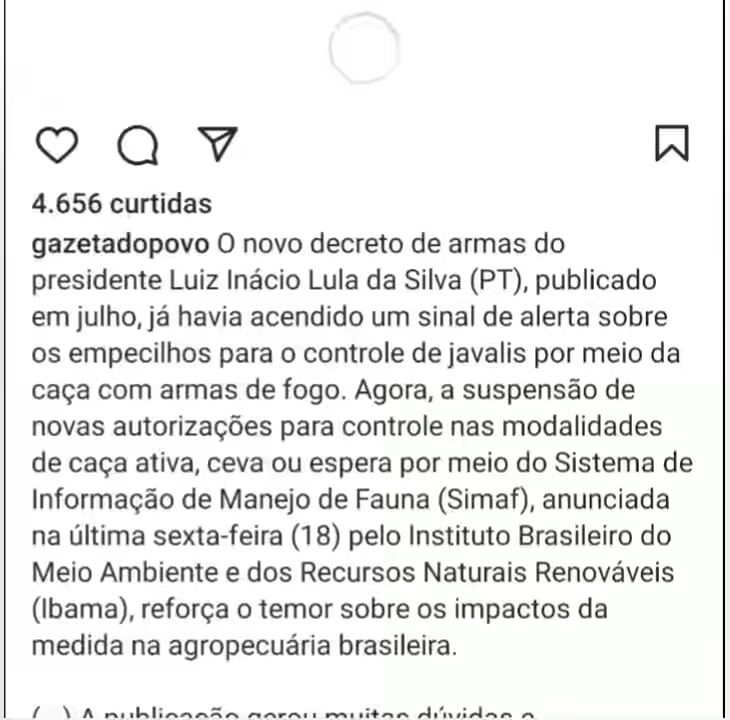 4.656 curtidas
gazetadopovo O novo decreto de armas do
presidente Luiz Inácio Lula da Silva (PT), publicado
em julho, já havia acendido um sinal de alerta sobre
os empecilhos para o controle de javalis por meio da
caça com armas de fogo. Agora, a suspensão de
novas autorizações para controle nas modalidades
de caça ativa, ceva ou espera por meio do Sistema de
Informação de Manejo de Fauna (Simaf), anunciada
na última sexta-feira (18) pelo Instituto Brasileiro do
Meio Ambiente e dos Recursos Naturais Renováveis
(Ibama), reforça o temor sobre os impactos da
medida na agropecuária brasileira.
A publicação gerou muitas dúvidas e